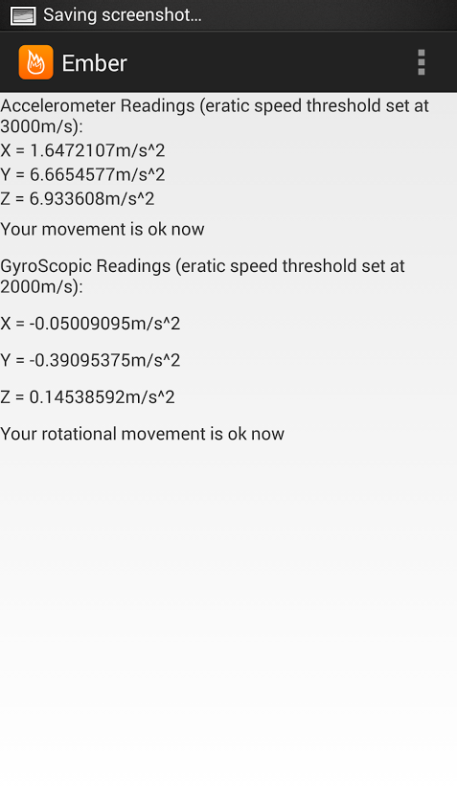 Saving screenshot...
Ember
Accelerometer Readings (eratic speed threshold set at
3000m/s):
X = 1.6472107m/s^2
Y = 6.6654577m/s^2
Z = 6.933608m/s^2
Your movement is ok now
GyroScopic Readings (eratic speed threshold set at
2000m/s):
X = -0.05009095m/s^2
Y = -0.39095375m/s^2
Z = 0.14538592m/s^2
Your rotational movement is ok now